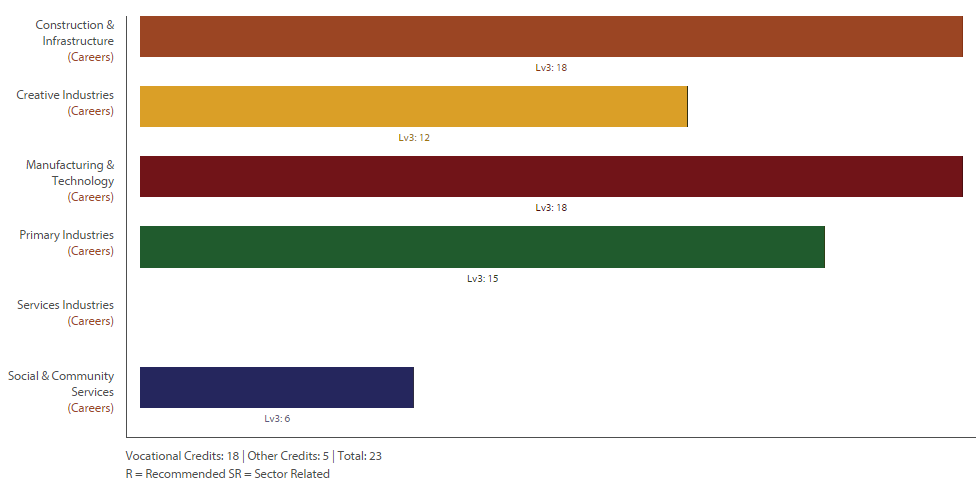 Construction &
Infrastructure
(Careers)
Lv3: 18
Creative Industries
(Careers)
Lv3: 12
Manufacturing &
Technology
(Careers)
Lv3: 18
Primary Industries
(Careers)
Lv3: 15
Services Industries
(Careers)
Social & Community
Services
(Careers)
Lv3: 6
Vocational Credits: 18 | Other Credits: 5 | Total: 23
R = Recommended SR = Sector Related